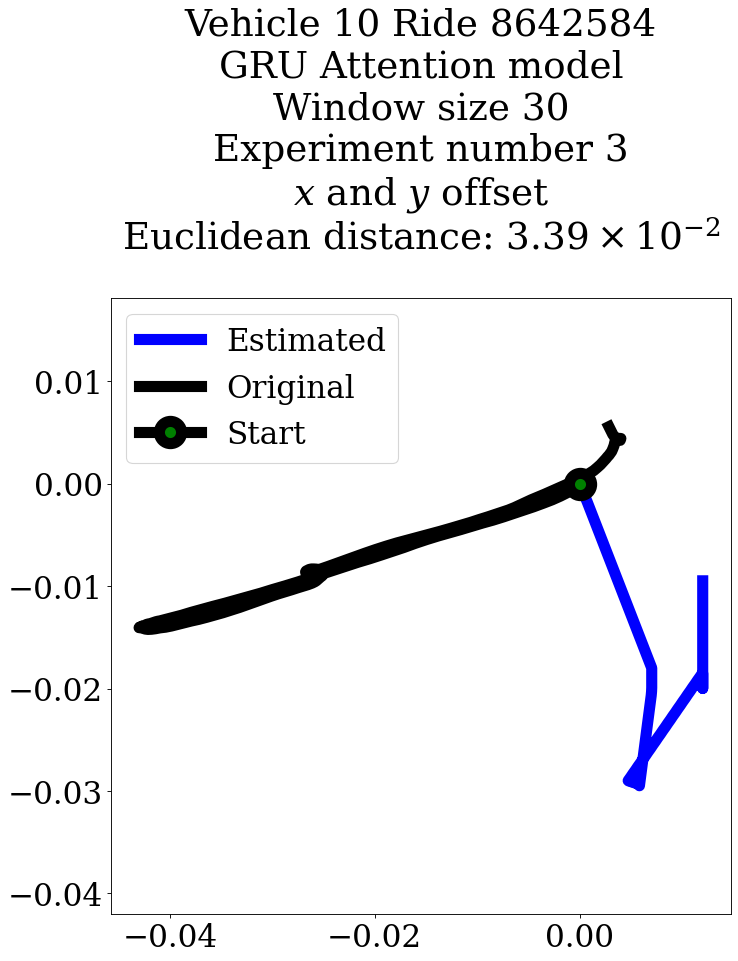 Vehicle 10 Ride 8642584
GRU Attention model
Window size 30
Experiment number 3
x and y offset
Euclidean distance: 3.39 × 10⁻²
Estimated
Original
Start
0.01
0.00
−0.01
−0.02
−0.03
−0.04
−0.04 −0.02 0.00